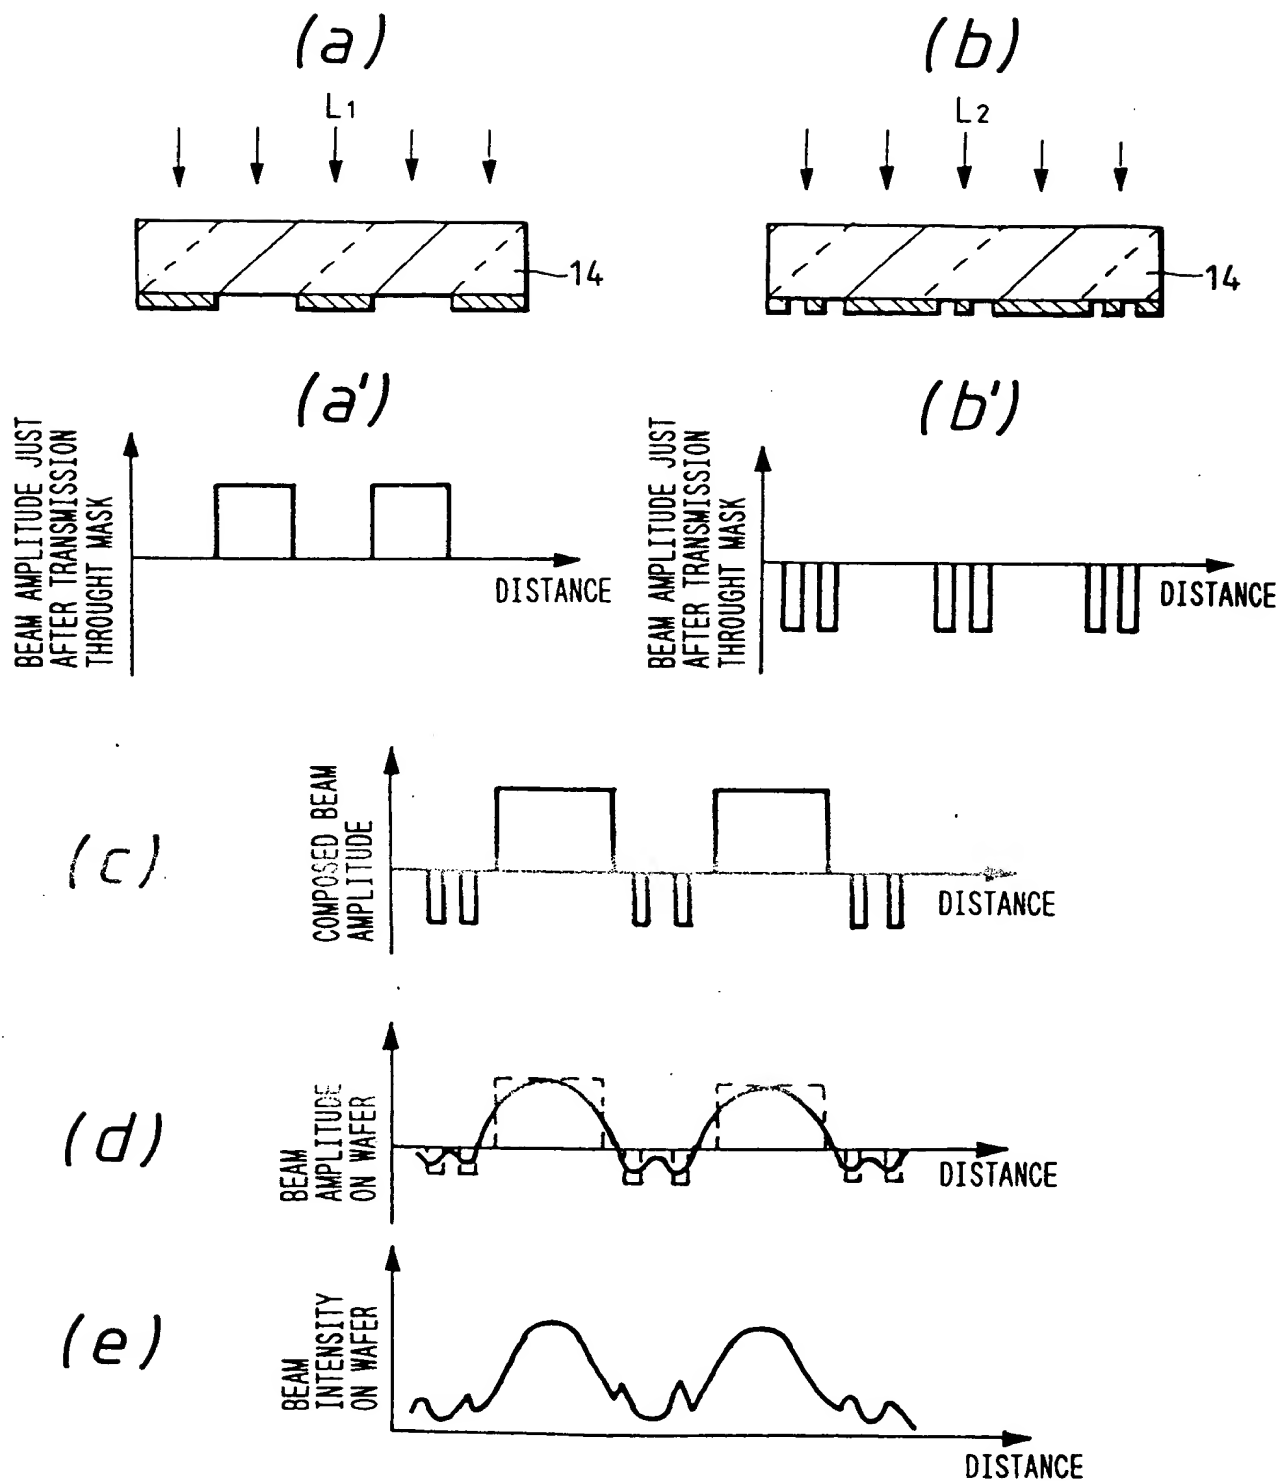 (a)
(b)
L1
L2
14
14
(a')
(b')
BEAM AMPLITUDE JUST
AFTER TRANSMISSION
THROUGHT MASK
DISTANCE
BEAM AMPLITUDE JUST
AFTER TRANSMISSION
THROUGHT MASK
DISTANCE
(c)
COMPOSED BEAM
AMPLITUDE
DISTANCE
(d)
BEAM
AMPLITUDE
ON WAFER
DISTANCE
(e)
BEAM
INTENSITY
ON WAFER
DISTANCE